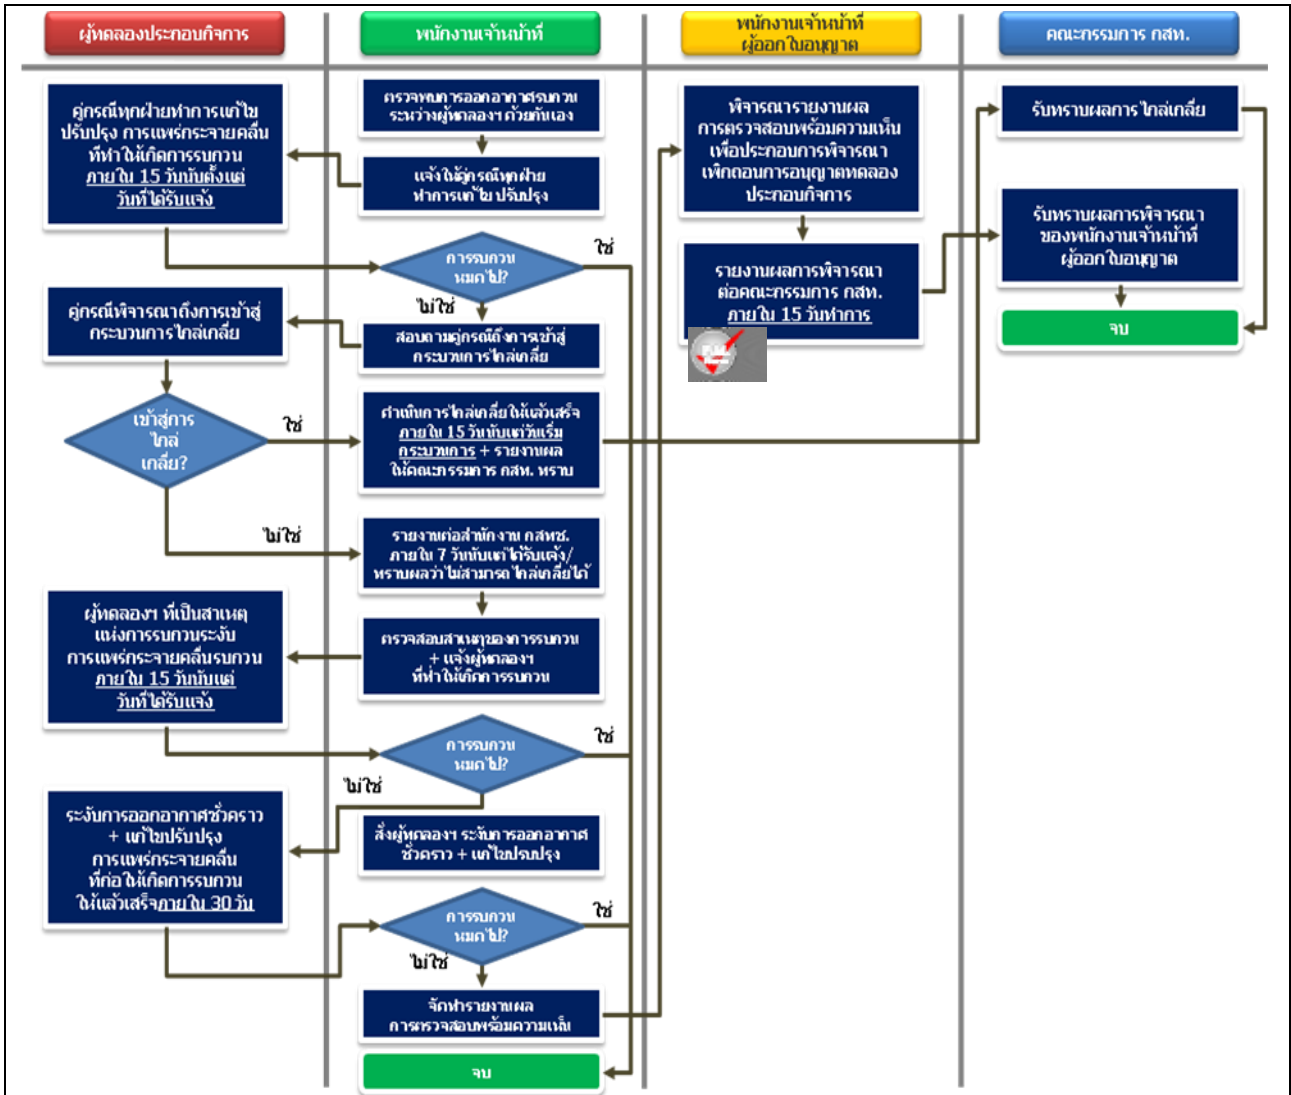 ผู้ทดลองประกอบกิจการ
พนักงานเจ้าหน้าที่
พนักงานเจ้าหน้าที่
ผู้ออกใบอนุญาต
คณะกรรมการ กสท.
คู่กรณีทุกฝ่ายทำการแก้ไข
ปรับปรุง การแพร่กระจายคลื่น
ที่ทำให้เกิดการรบกวน
ภายใน 15 วันนับตั้งแต่
วันที่ได้รับแจ้ง
ตรวจพบการออกอากาศรบกวน
ระหว่างผู้ทดลองฯ ด้วยกันเอง
แจ้งให้คู่กรณีทุกฝ่าย
ทำการแก้ไข ปรับปรุง
พิจารณารายงานผล
การตรวจสอบพร้อมความเห็น
เพื่อประกอบการพิจารณา
เพิกถอนการอนุญาตทดลอง
ประกอบกิจการ
รับทราบผลการไกล่เกลี่ย
รับทราบผลการพิจารณา
ของพนักงานเจ้าหน้าที่
ผู้ออกใบอนุญาต
การรบกวน
หมดไป?
ใช่
ไม่ใช่
รายงานผลการพิจารณา
ต่อคณะกรรมการ กสท.
ภายใน 15 วันทำการ
จบ
คู่กรณีพิจารณาถึงการเข้าสู่
กระบวนการไกล่เกลี่ย
สอบถามคู่กรณีถึงการเข้าสู่
กระบวนการไกล่เกลี่ย
เข้าสู่การ
ไกล่
เกลี่ย?
ใช่
ดำเนินการไกล่เกลี่ยให้แล้วเสร็จ
ภายใน 15 วันนับแต่วันเริ่ม
กระบวนการ + รายงานผล
ให้คณะกรรมการ กสท. ทราบ
ไม่ใช่
รายงานต่อสำนักงาน กสทช.
ภายใน 7 วันนับแต่ได้รับแจ้ง/
ทราบผลว่าไม่สามารถไกล่เกลี่ยได้
ผู้ทดลองฯ ที่เป็นสาเหตุ
แห่งการรบกวนระงับ
การแพร่กระจายคลื่นรบกวน
ภายใน 15 วันนับแต่
วันที่ได้รับแจ้ง
ตรวจสอบสาเหตุของการรบกวน
+ แจ้งผู้ทดลองฯ
ที่ทำให้เกิดการรบกวน
การรบกวน
หมดไป?
ใช่
ไม่ใช่
ระงับการออกอากาศชั่วคราว
+ แก้ไขปรับปรุง
การแพร่กระจายคลื่น
ที่ก่อให้เกิดการรบกวน
ให้แล้วเสร็จภายใน 30 วัน
สั่งผู้ทดลองฯ ระงับการออกอากาศ
ชั่วคราว + แก้ไขปรับปรุง
การรบกวน
หมดไป?
ใช่
ไม่ใช่
จัดทำรายงานผล
การตรวจสอบพร้อมความเห็น
จบ